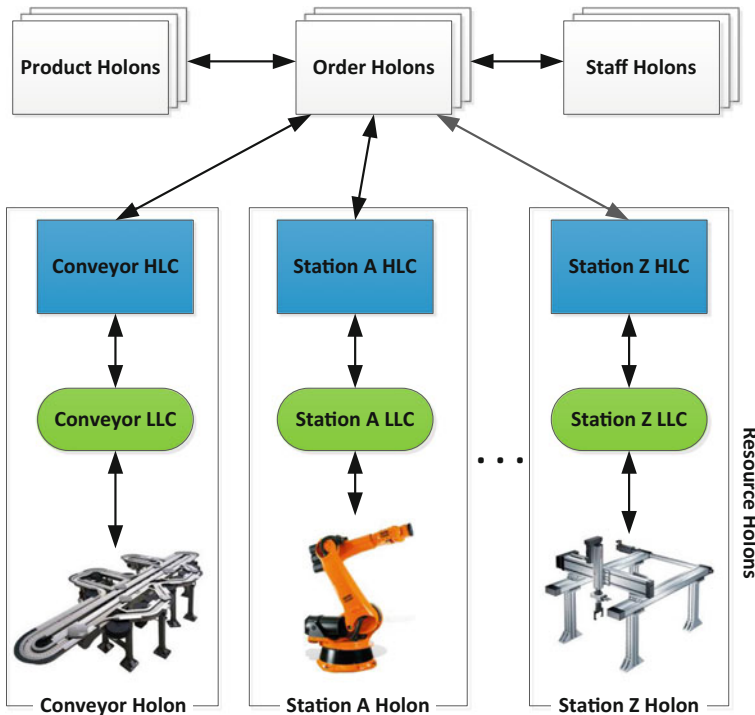 Product Holons
Order Holons
Staff Holons
Conveyor HLC
Station A HLC
Station Z HLC
Conveyor LLC
Station A LLC
Station Z LLC
. . .
Resource Holons
Conveyor Holon
Station A Holon
Station Z Holon